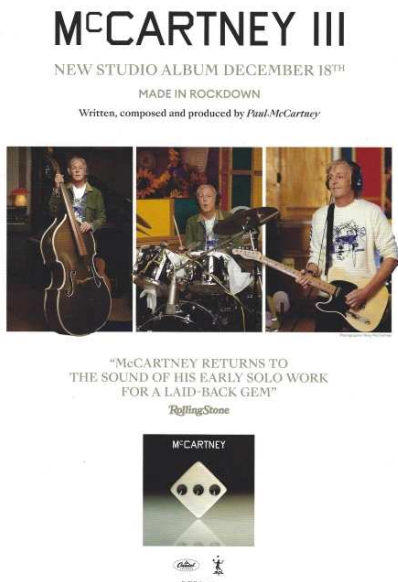 McCARTNEY III
NEW STUDIO ALBUM DECEMBER 18TH
MADE IN ROCKDOWN
Written, composed and produced by Paul McCartney
“McCARTNEY RETURNS TO
THE SOUND OF HIS EARLY SOLO WORK
FOR A LAID-BACK GEM”
RollingStone
McCARTNEY
Capitol